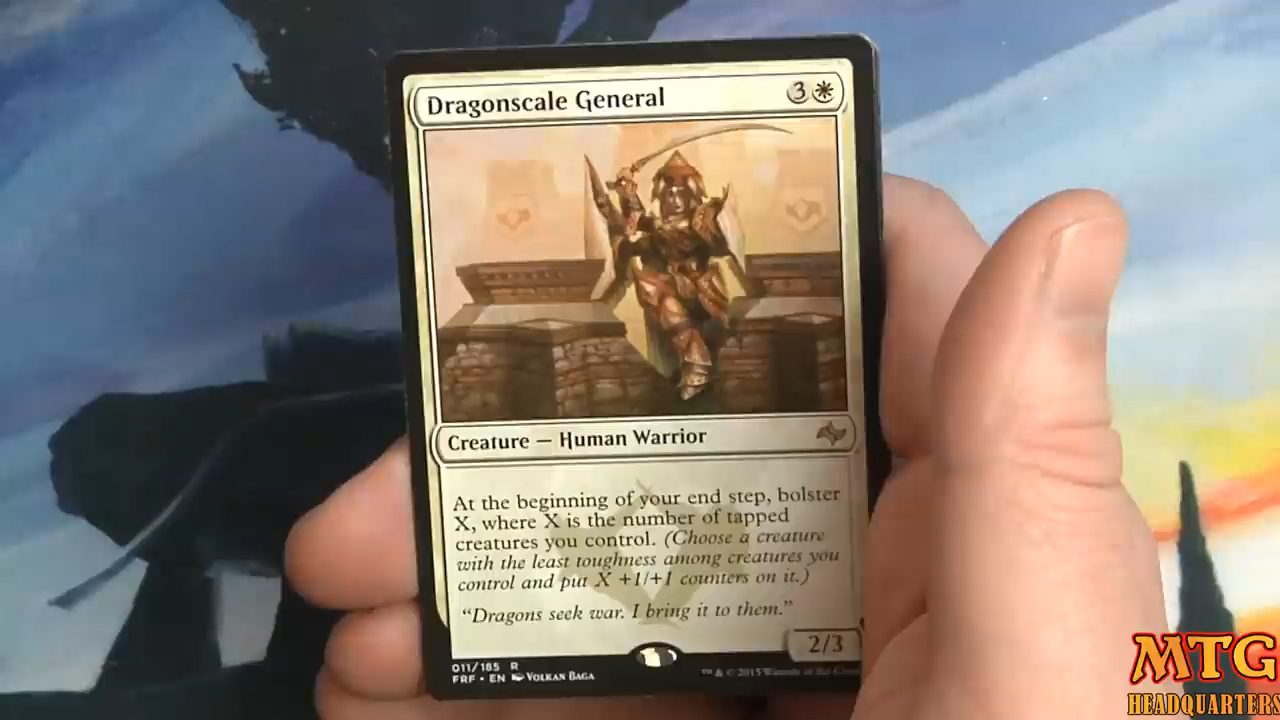 Dragonscale General 3
Creature — Human Warrior
At the beginning of your end step, bolster
X, where X is the number of tapped
creatures you control. (Choose a creature
with the least toughness among creatures you
control and put X +1/+1 counters on it.)
"Dragons seek war. I bring it to them."
2/3
011/185 R
FRF • EN VOLKAN BAGA
™ & © 2015 Wizards of the
MTG
HEADQUARTERS